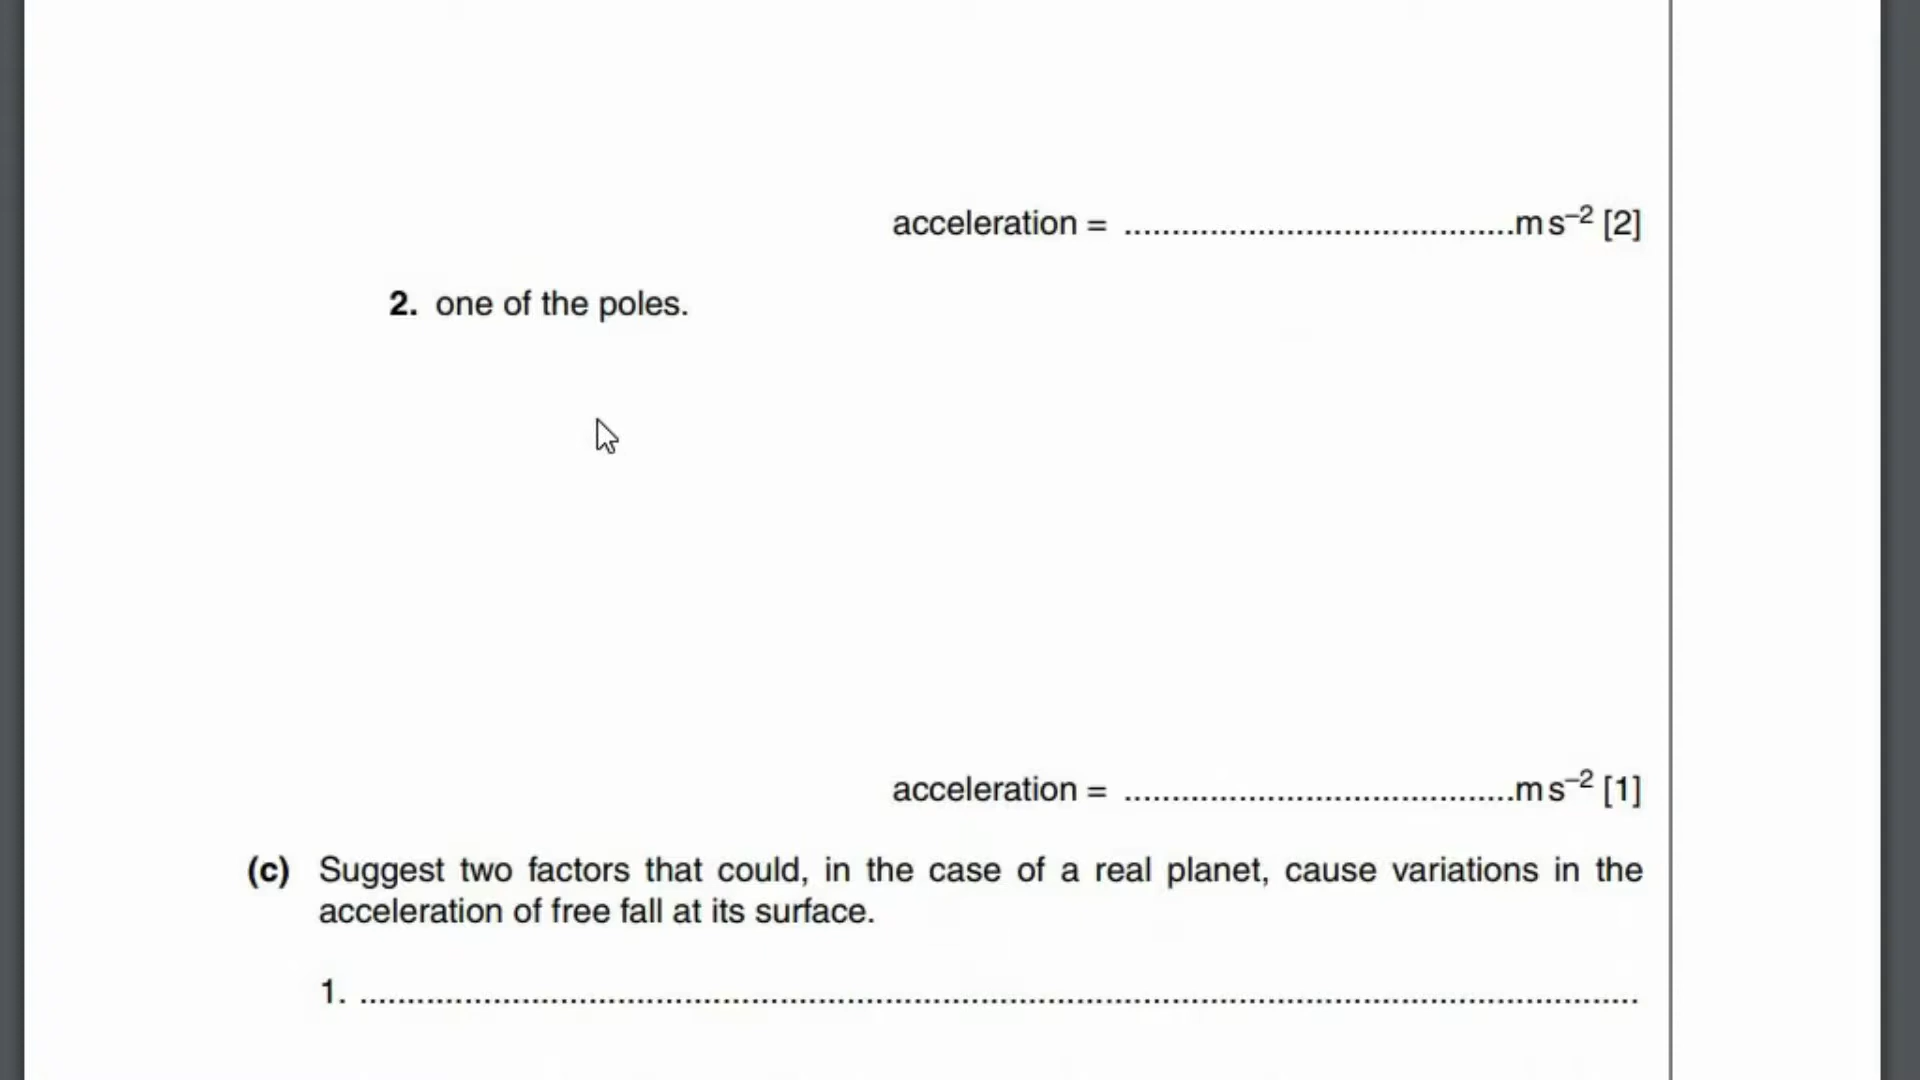 acceleration = ........................................ m s⁻² [2]
2. one of the poles.
acceleration = ........................................ m s⁻² [1]
(c) Suggest two factors that could, in the case of a real planet, cause variations in the
acceleration of free fall at its surface.
1. ....................................................................................................................................